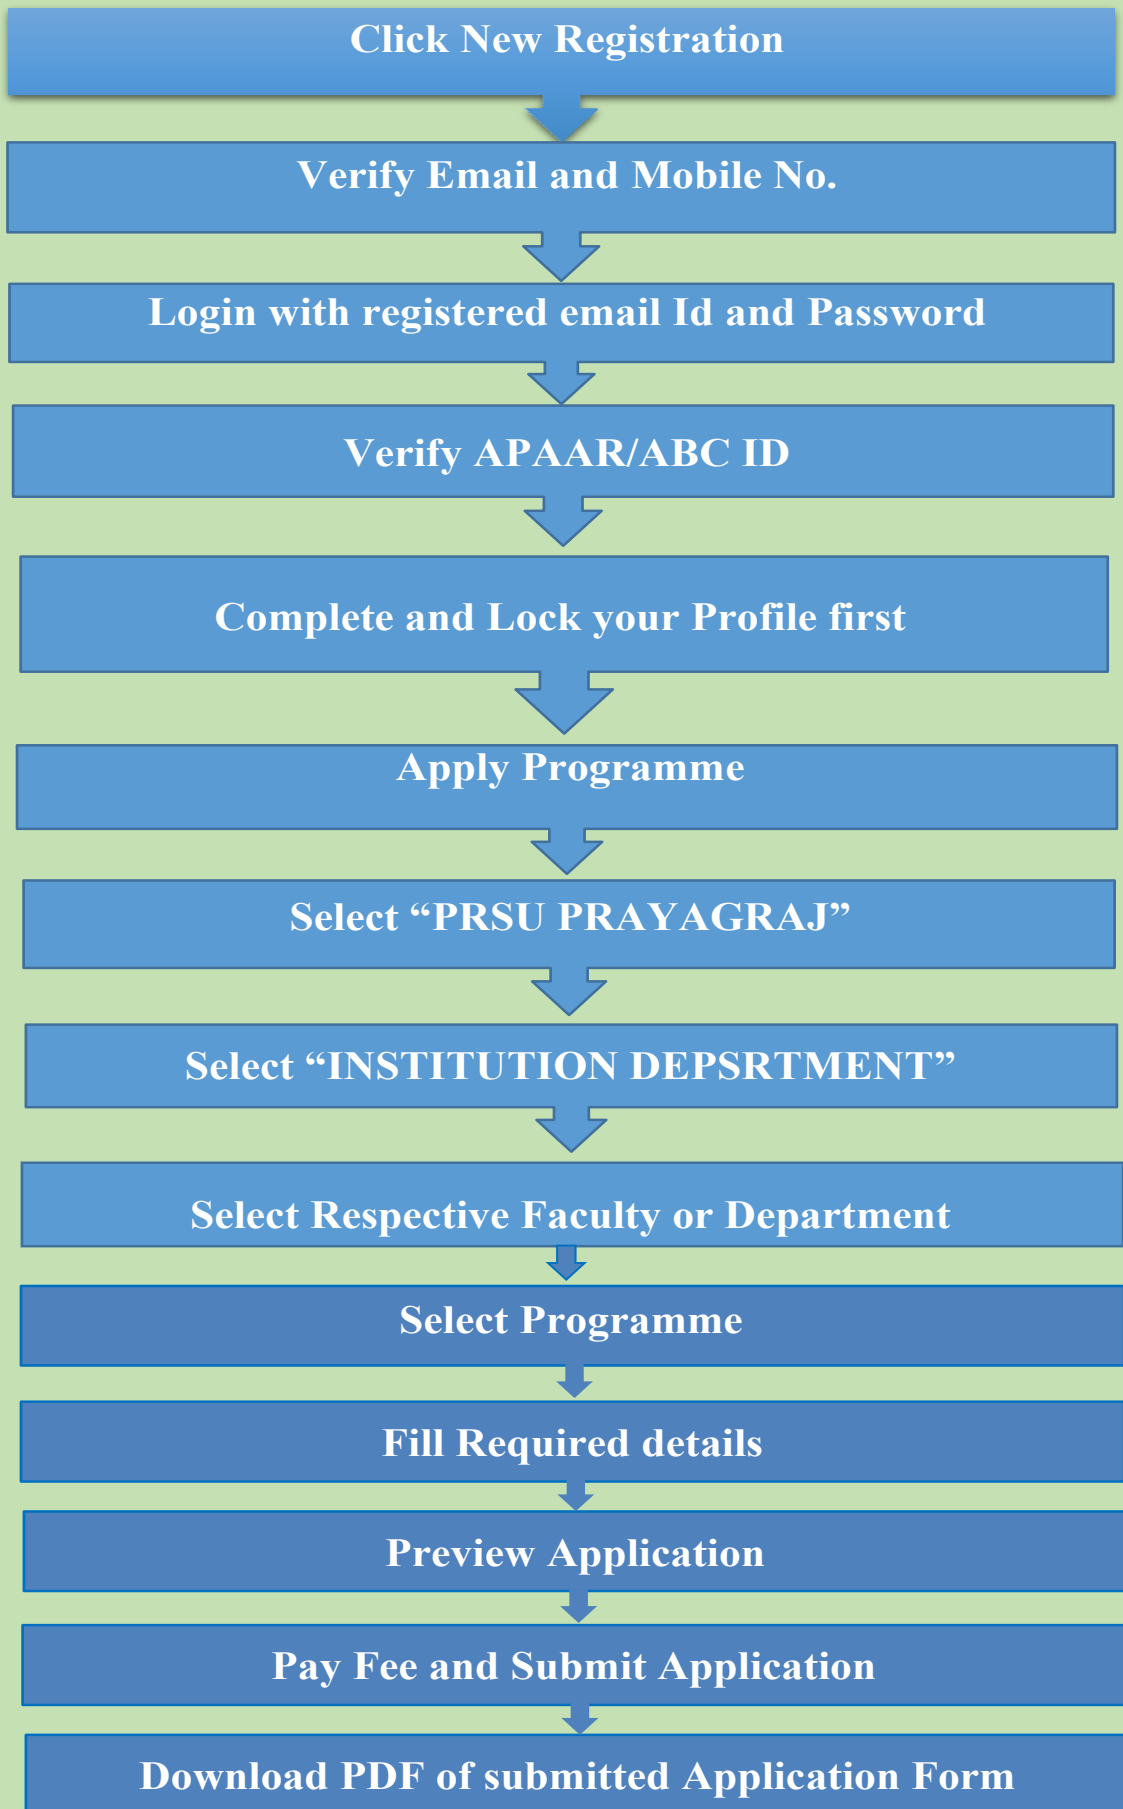 Click New Registration
Verify Email and Mobile No.
Login with registered email Id and Password
Verify APAAR/ABC ID
Complete and Lock your Profile first
Apply Programme
Select “PRSU PRAYAGRAJ”
Select “INSTITUTION DEPSRTMENT”
Select Respective Faculty or Department
Select Programme
Fill Required details
Preview Application
Pay Fee and Submit Application
Download PDF of submitted Application Form